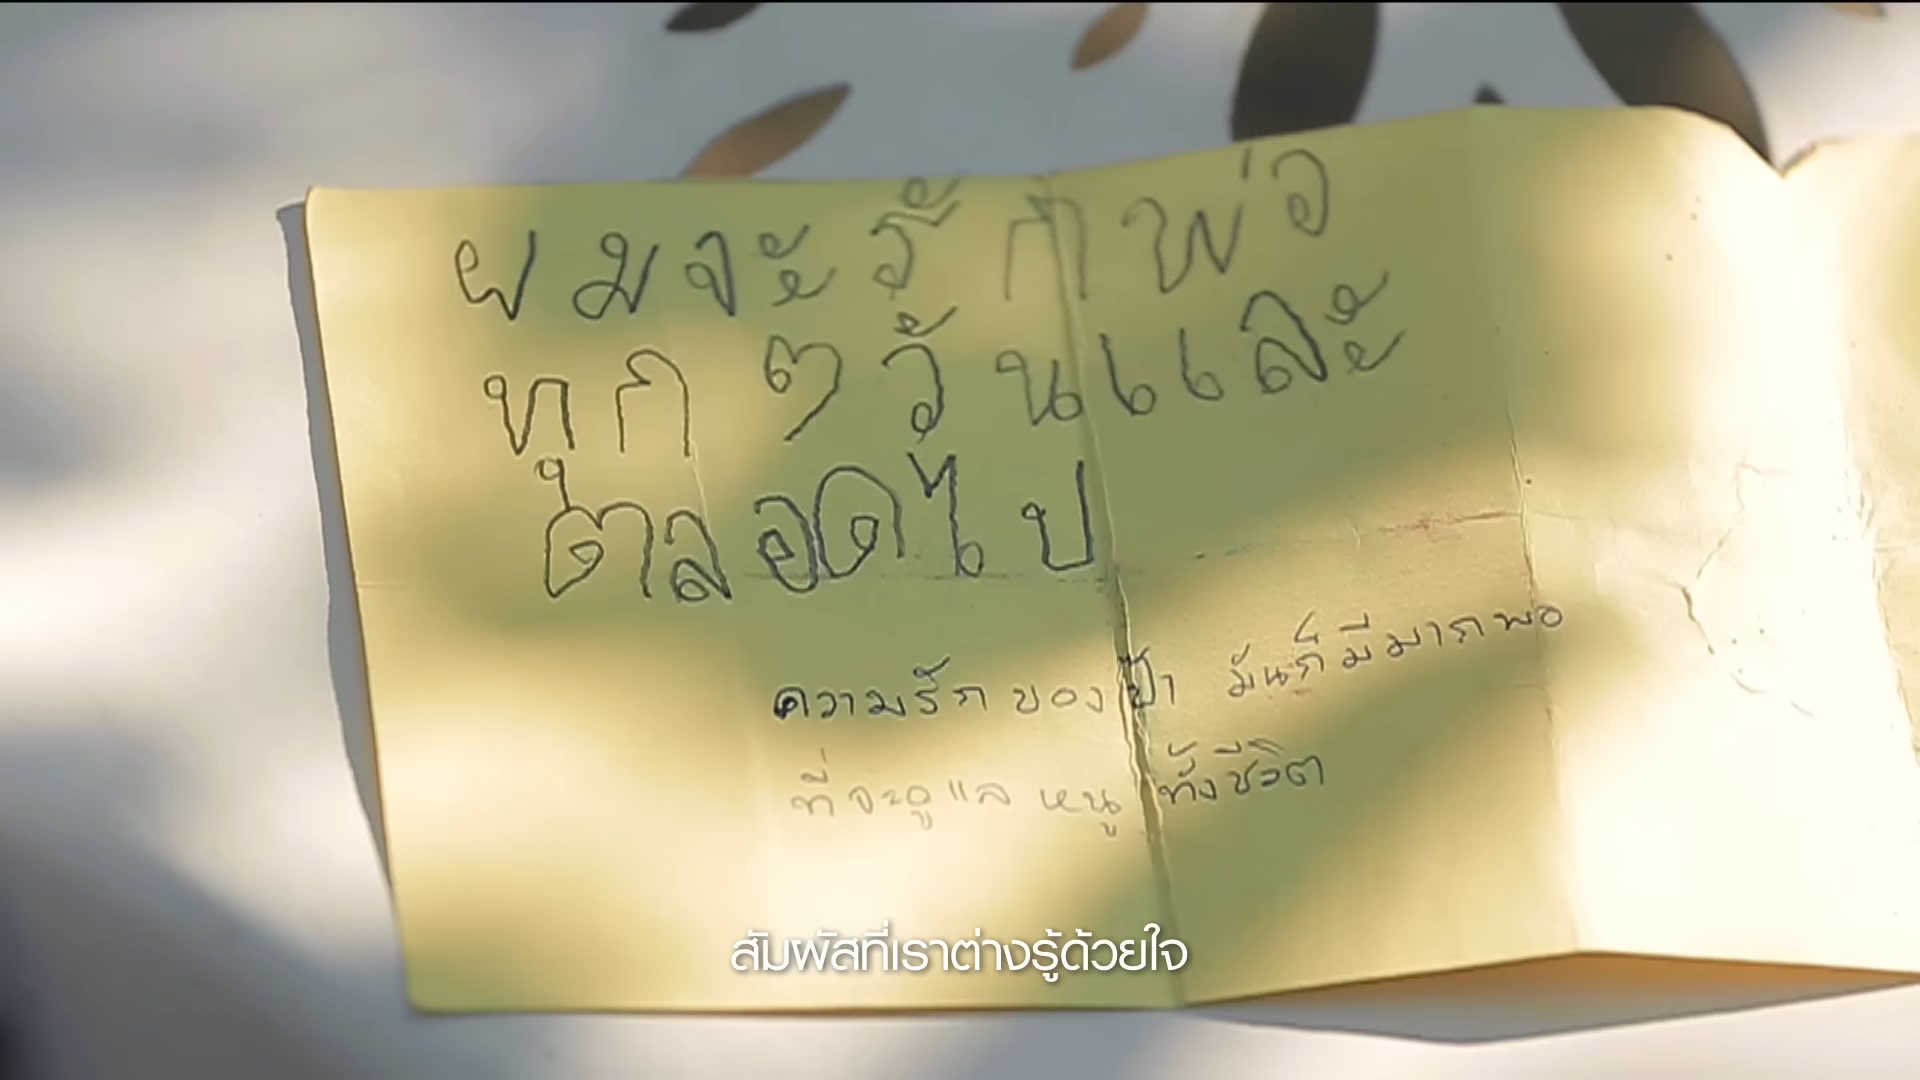 ผมจะรักพ่อ
ทุกๆวันและ
ตลอดไป
ความรักของป้า มันก็มีมากพอ
ที่จะดูแล หนู ทั้งชีวิต
สัมผัสที่เราต่างรู้ด้วยใจ